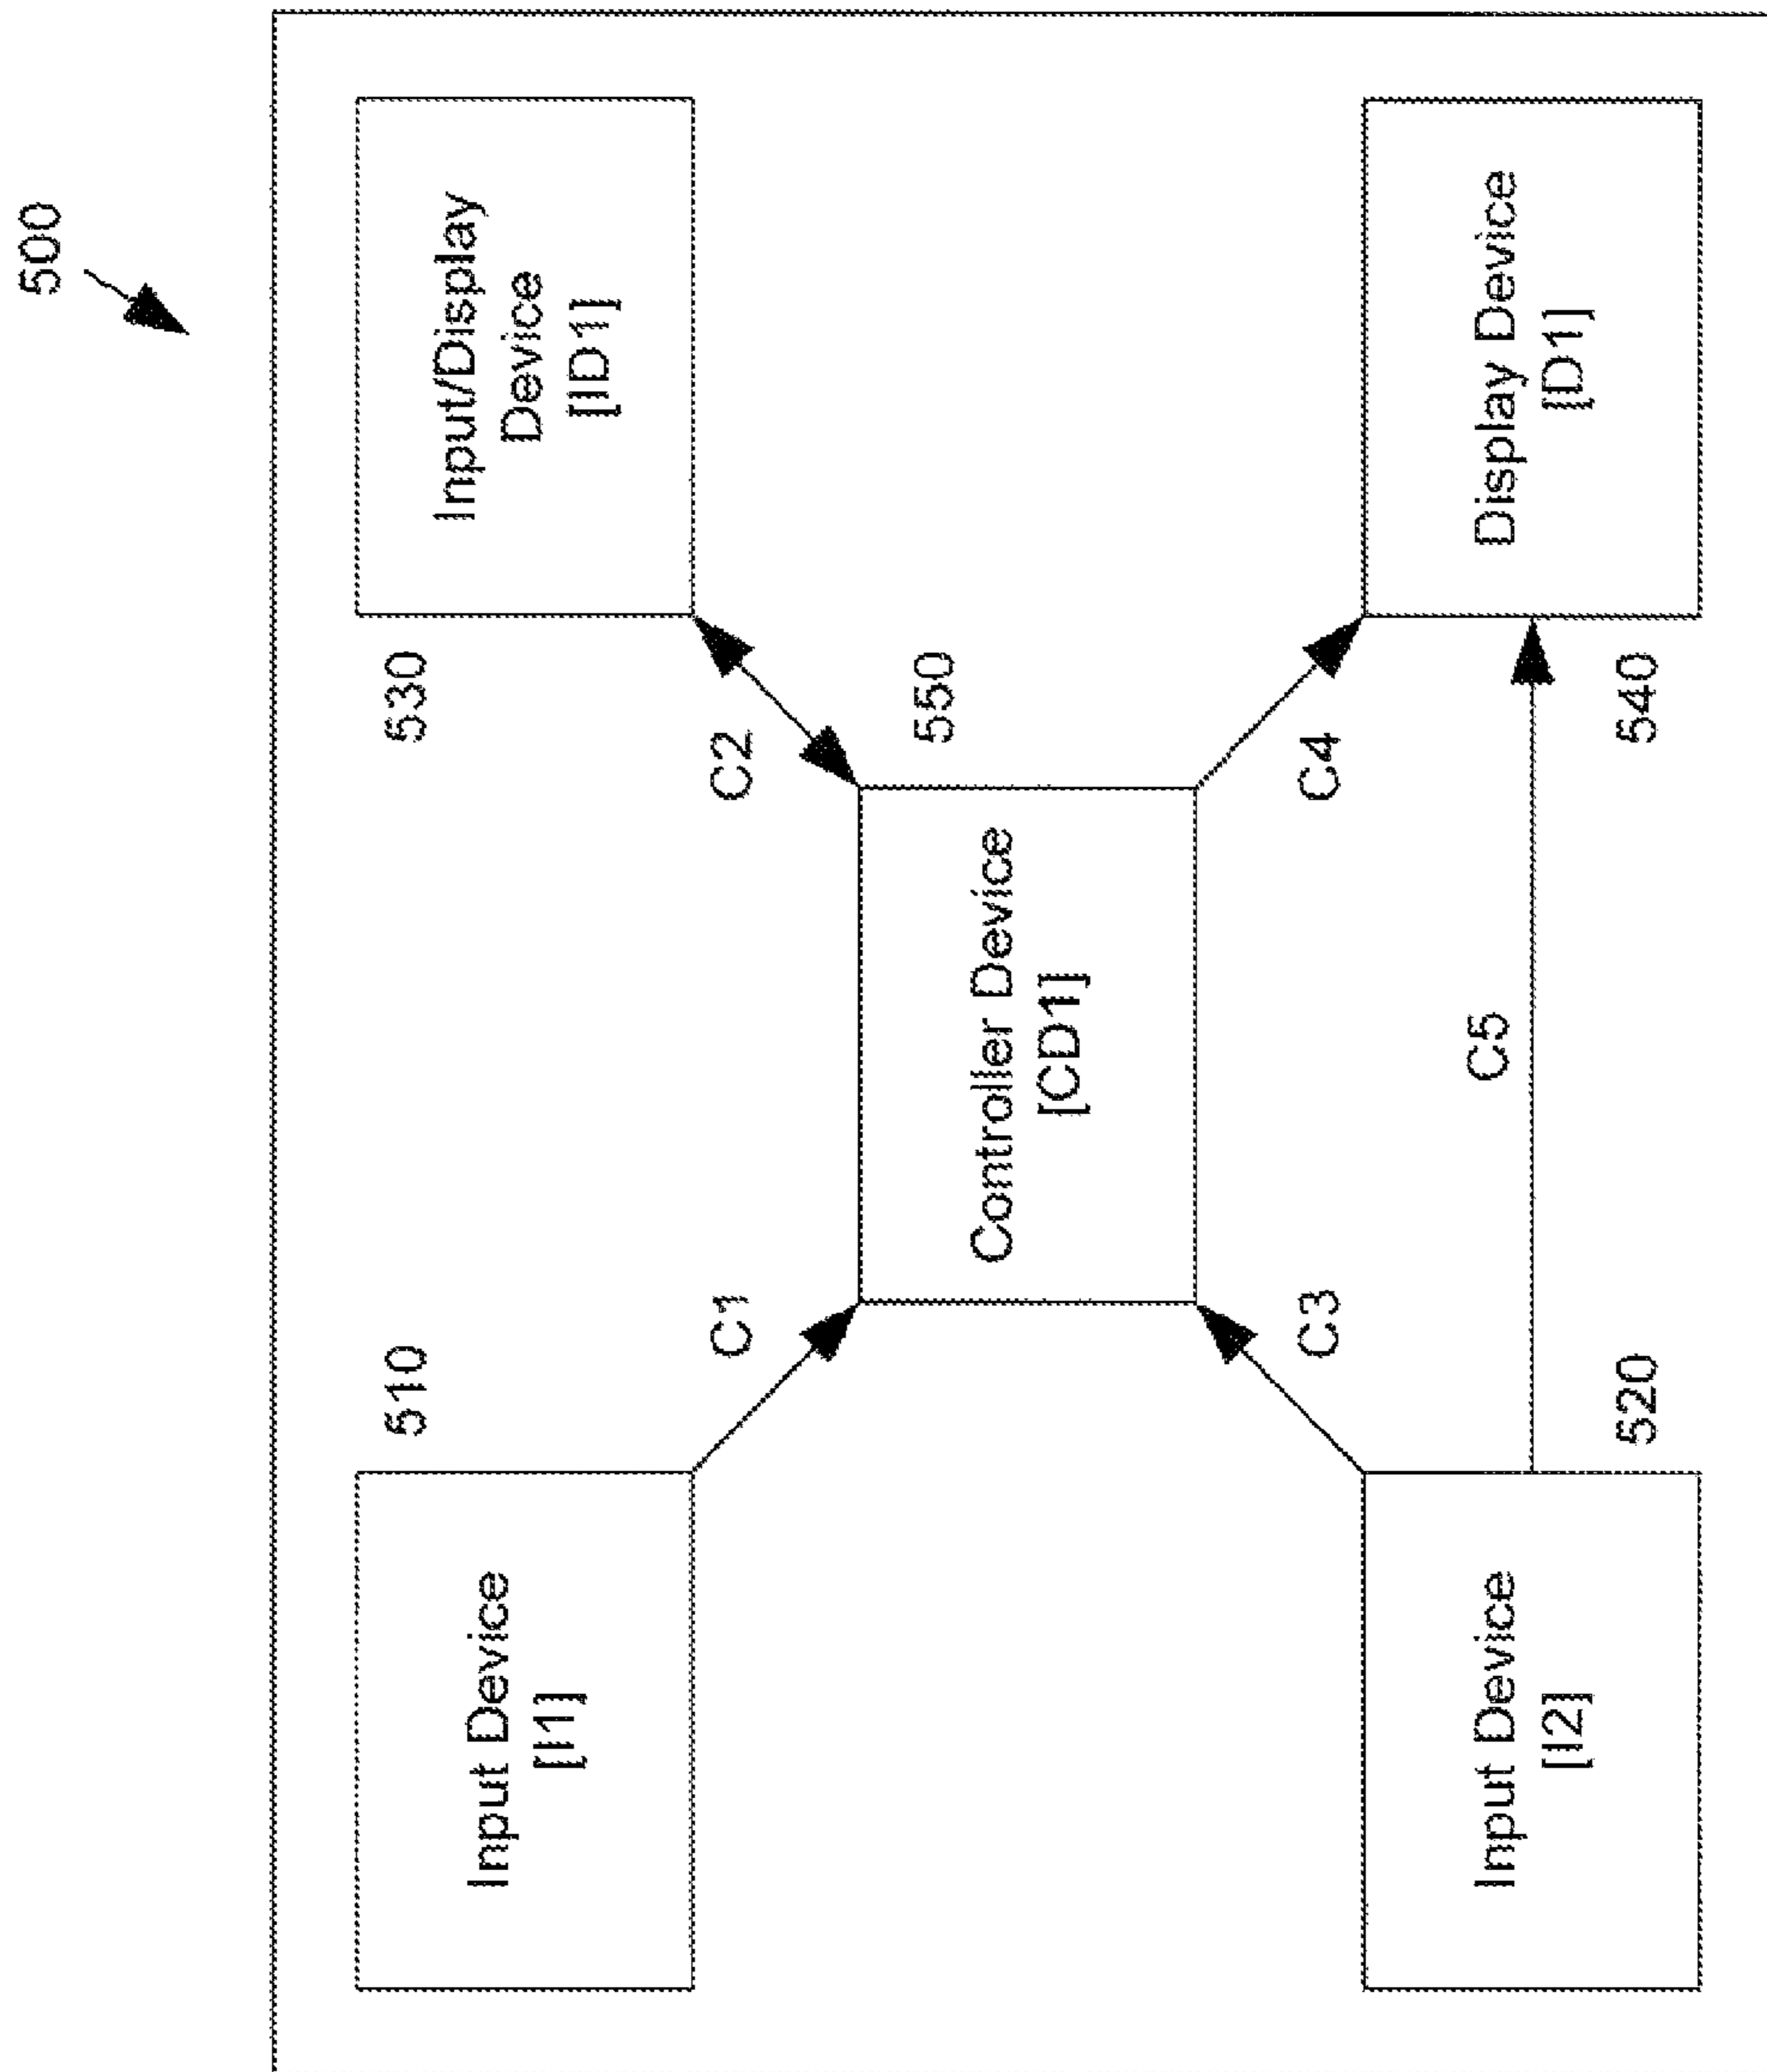 500
Input Device
[I1]
510
C1
Input/Display
Device
[ID1]
530
C2
Controller Device
[CD1]
550
Input Device
[I2]
520
C3
Display Device
[D1]
540
C4
C5